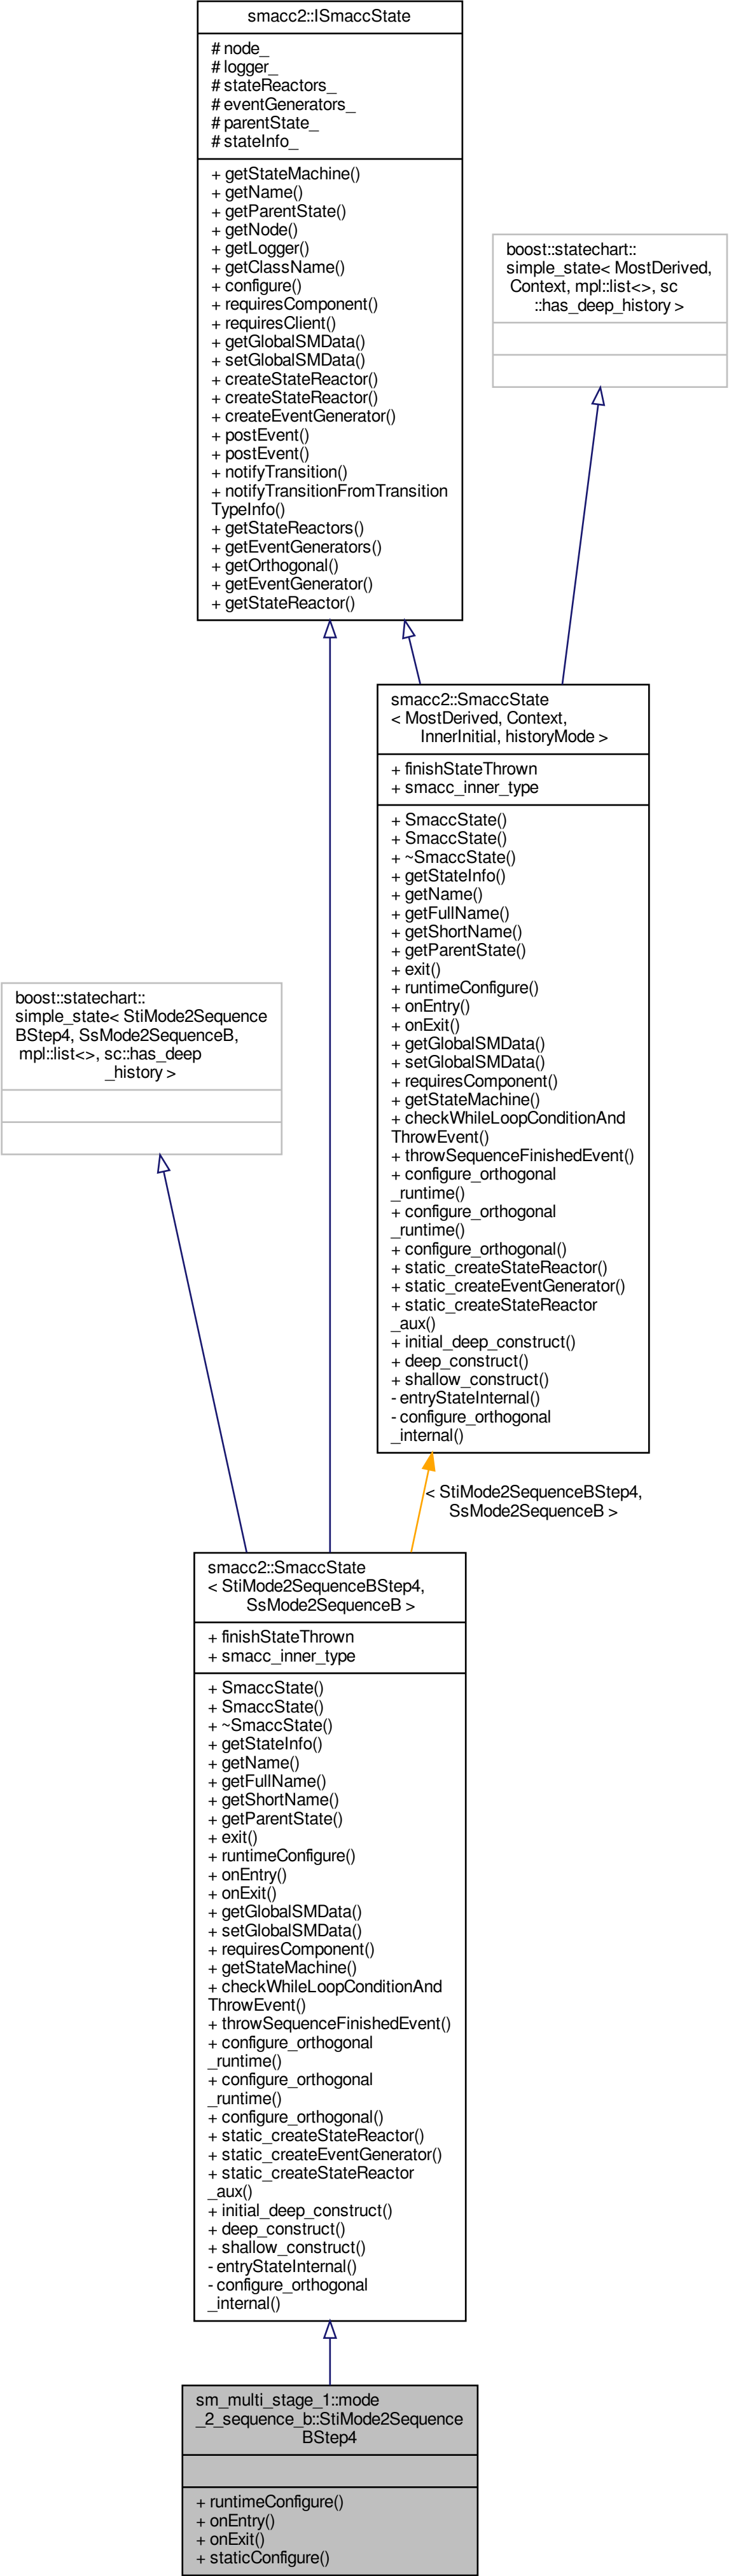 smacc2::ISmaccState
# node_
# logger_
# stateReactors_
# eventGenerators_
# parentState_
# stateInfo_
+ getStateMachine()
+ getName()
+ getParentState()
+ getNode()
+ getLogger()
+ getClassName()
+ configure()
+ requiresComponent()
+ requiresClient()
+ getGlobalSMData()
+ setGlobalSMData()
+ createStateReactor()
+ createStateReactor()
+ createEventGenerator()
+ postEvent()
+ postEvent()
+ notifyTransition()
+ notifyTransitionFromTransition
TypeInfo()
+ getStateReactors()
+ getEventGenerators()
+ getOrthogonal()
+ getEventGenerator()
+ getStateReactor()
boost::statechart::
simple_state< MostDerived,
Context, mpl::list<>, sc
::has_deep_history >
smacc2::SmaccState
< MostDerived, Context,
InnerInitial, historyMode >
+ finishStateThrown
+ smacc_inner_type
+ SmaccState()
+ SmaccState()
+ ~SmaccState()
+ getStateInfo()
+ getName()
+ getFullName()
+ getShortName()
+ getParentState()
+ exit()
+ runtimeConfigure()
+ onEntry()
+ onExit()
+ getGlobalSMData()
+ setGlobalSMData()
+ requiresComponent()
+ getStateMachine()
+ checkWhileLoopConditionAnd
ThrowEvent()
+ throwSequenceFinishedEvent()
+ configure_orthogonal
_runtime()
+ configure_orthogonal
_runtime()
+ configure_orthogonal()
+ static_createStateReactor()
+ static_createEventGenerator()
+ static_createStateReactor
_aux()
+ initial_deep_construct()
+ deep_construct()
+ shallow_construct()
- entryStateInternal()
- configure_orthogonal
_internal()
boost::statechart::
simple_state< StiMode2Sequence
BStep4, SsMode2SequenceB,
mpl::list<>, sc::has_deep
_history >
< StiMode2SequenceBStep4,
SsMode2SequenceB >
smacc2::SmaccState
< StiMode2SequenceBStep4,
SsMode2SequenceB >
+ finishStateThrown
+ smacc_inner_type
+ SmaccState()
+ SmaccState()
+ ~SmaccState()
+ getStateInfo()
+ getName()
+ getFullName()
+ getShortName()
+ getParentState()
+ exit()
+ runtimeConfigure()
+ onEntry()
+ onExit()
+ getGlobalSMData()
+ setGlobalSMData()
+ requiresComponent()
+ getStateMachine()
+ checkWhileLoopConditionAnd
ThrowEvent()
+ throwSequenceFinishedEvent()
+ configure_orthogonal
_runtime()
+ configure_orthogonal
_runtime()
+ configure_orthogonal()
+ static_createStateReactor()
+ static_createEventGenerator()
+ static_createStateReactor
_aux()
+ initial_deep_construct()
+ deep_construct()
+ shallow_construct()
- entryStateInternal()
- configure_orthogonal
_internal()
sm_multi_stage_1::mode
_2_sequence_b::StiMode2Sequence
BStep4
+ runtimeConfigure()
+ onEntry()
+ onExit()
+ staticConfigure()